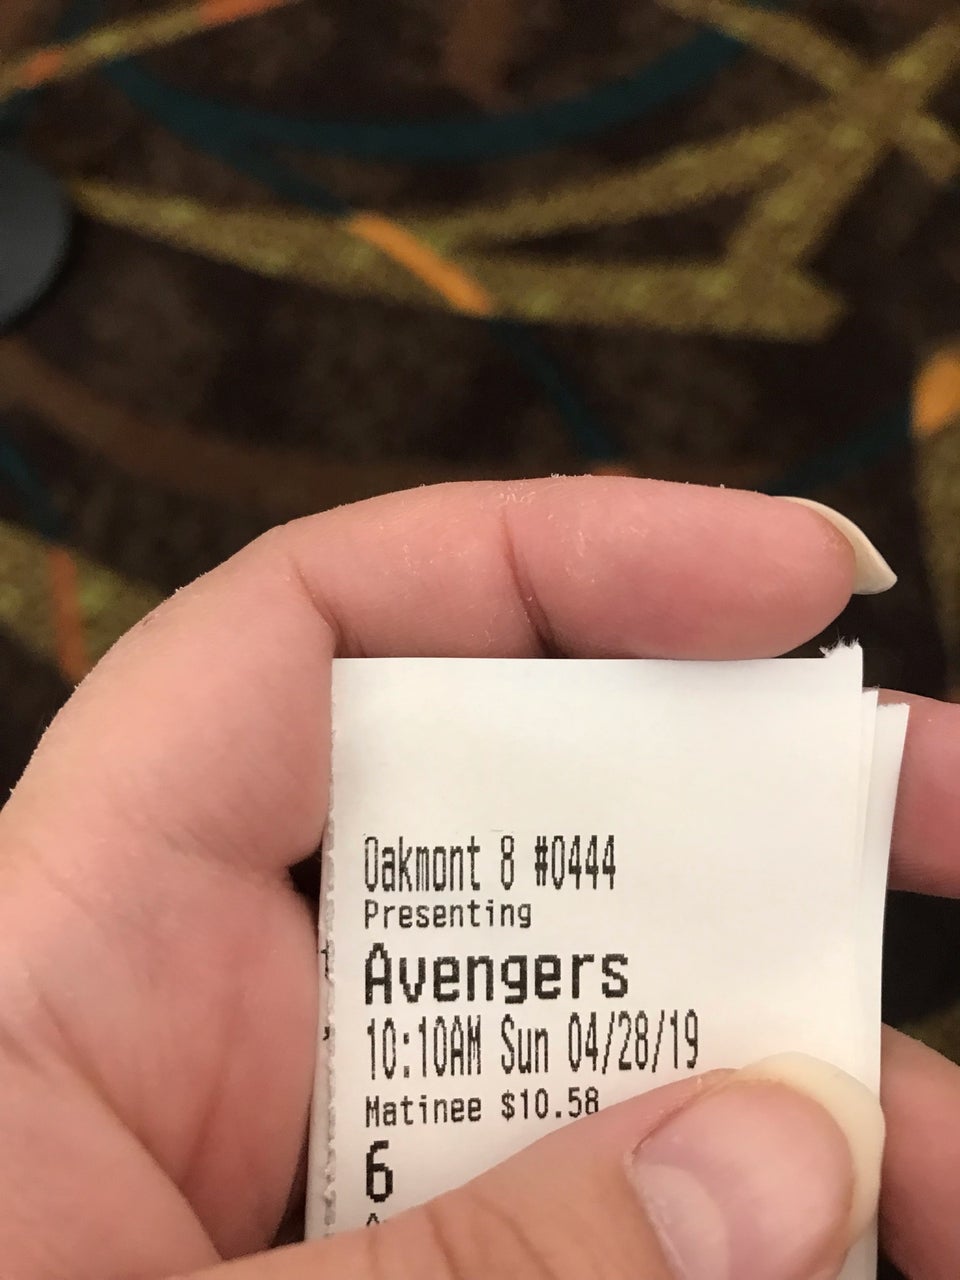 Oakmont 8 #0444
Presenting
Avengers
10:10AM Sun 04/28/19
Matinee $10.58
6